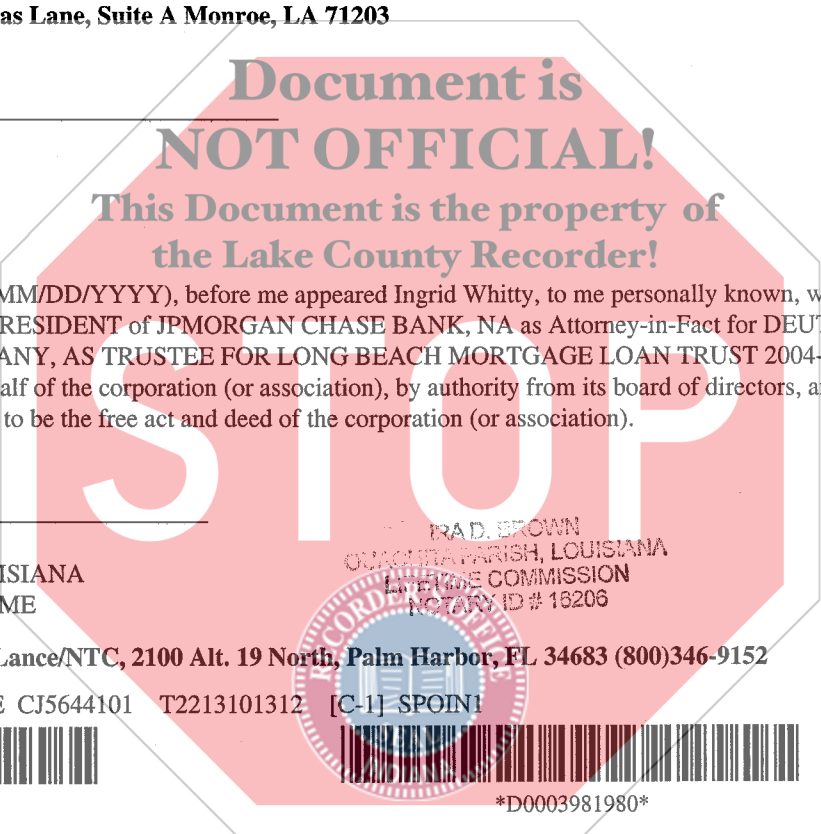 as Lane, Suite A Monroe, LA 71203
Document is
NOT OFFICIAL!
This Document is the property of
the Lake County Recorder!
MM/DD/YYYY), before me appeared Ingrid Whitty, to me personally known, w
RESIDENT of JPMORGAN CHASE BANK, NA as Attorney-in-Fact for DEUT
ANY, AS TRUSTEE FOR LONG BEACH MORTGAGE LOAN TRUST 2004-
alf of the corporation (or association), by authority from its board of directors, a
to be the free act and deed of the corporation (or association).
STOP
D. BROWN
PARISH, LOUISIANA
ISIANA
LIFETIME COMMISSION
ME
NOTARY ID # 16206
RECORDER'S OFFICE
Lance/NTC, 2100 Alt. 19 North, Palm Harbor, FL 34683 (800)346-9152
E CJ5644101 T2213101312 [C-1] SPOIN1
SEAL
INDIANA
*D0003981980*